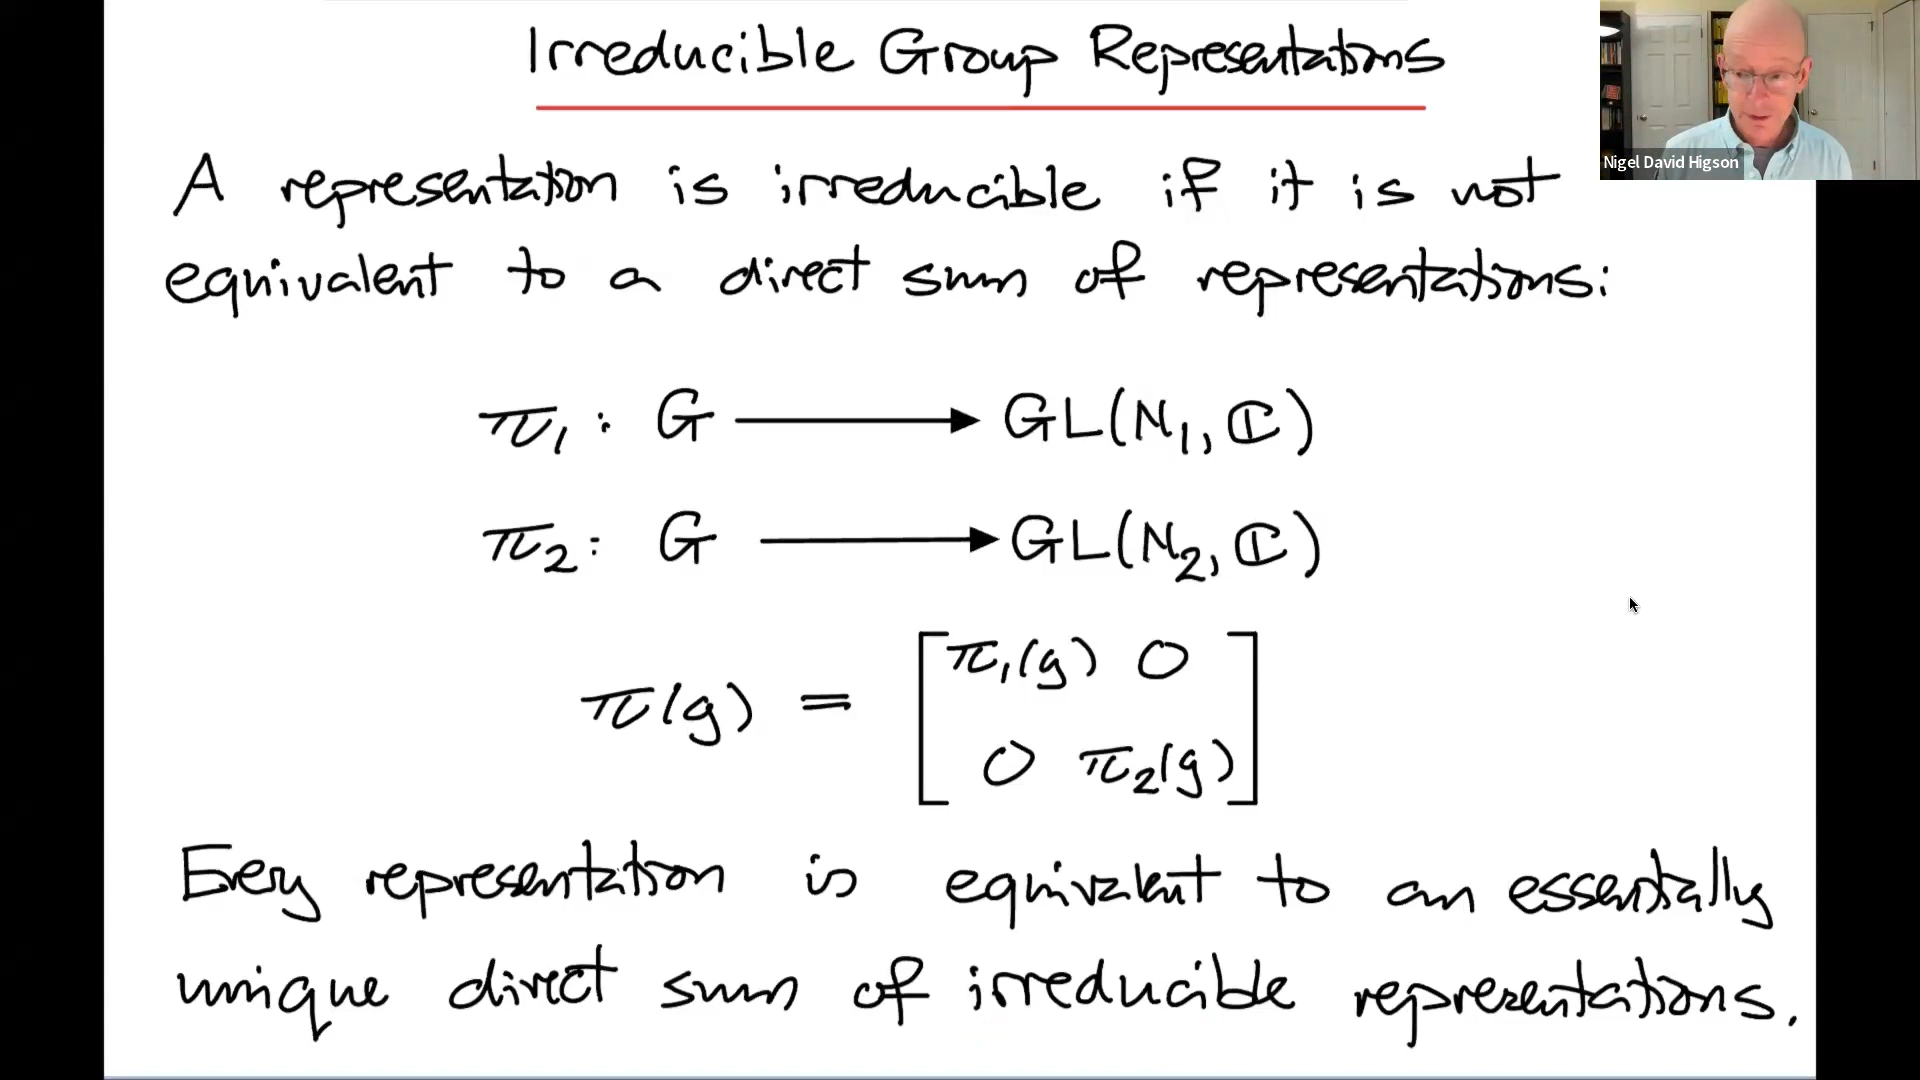 Irreducible Group Representations
Nigel David Higson
A representation is irreducible if it is not
equivalent to a direct sum of representations:
π₁ : G ⟶ GL(N₁, ℂ)
π₂ : G ⟶ GL(N₂, ℂ)
π(g) = [π₁(g) 0
0 π₂(g)]
Every representation is equivalent to an essentially
unique direct sum of irreducible representations.